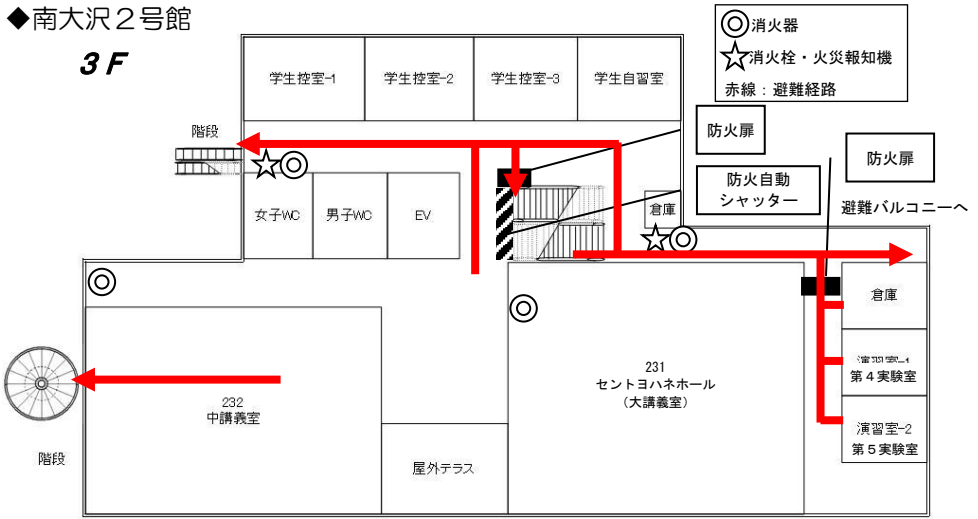 ◆南大沢２号館
３Ｆ
消火器
消火栓・火災報知機
赤線：避難経路
学生控室-1
学生控室-2
学生控室-3
学生自習室
防火扉
防火扉
階段
防火自動
シャッター
避難バルコニーへ
女子WC
男子WC
EV
倉庫
倉庫
演習室-1
第４実験室
231
セントヨハネホール
（大講義室）
232
中講義室
演習室-2
第５実験室
階段
屋外テラス